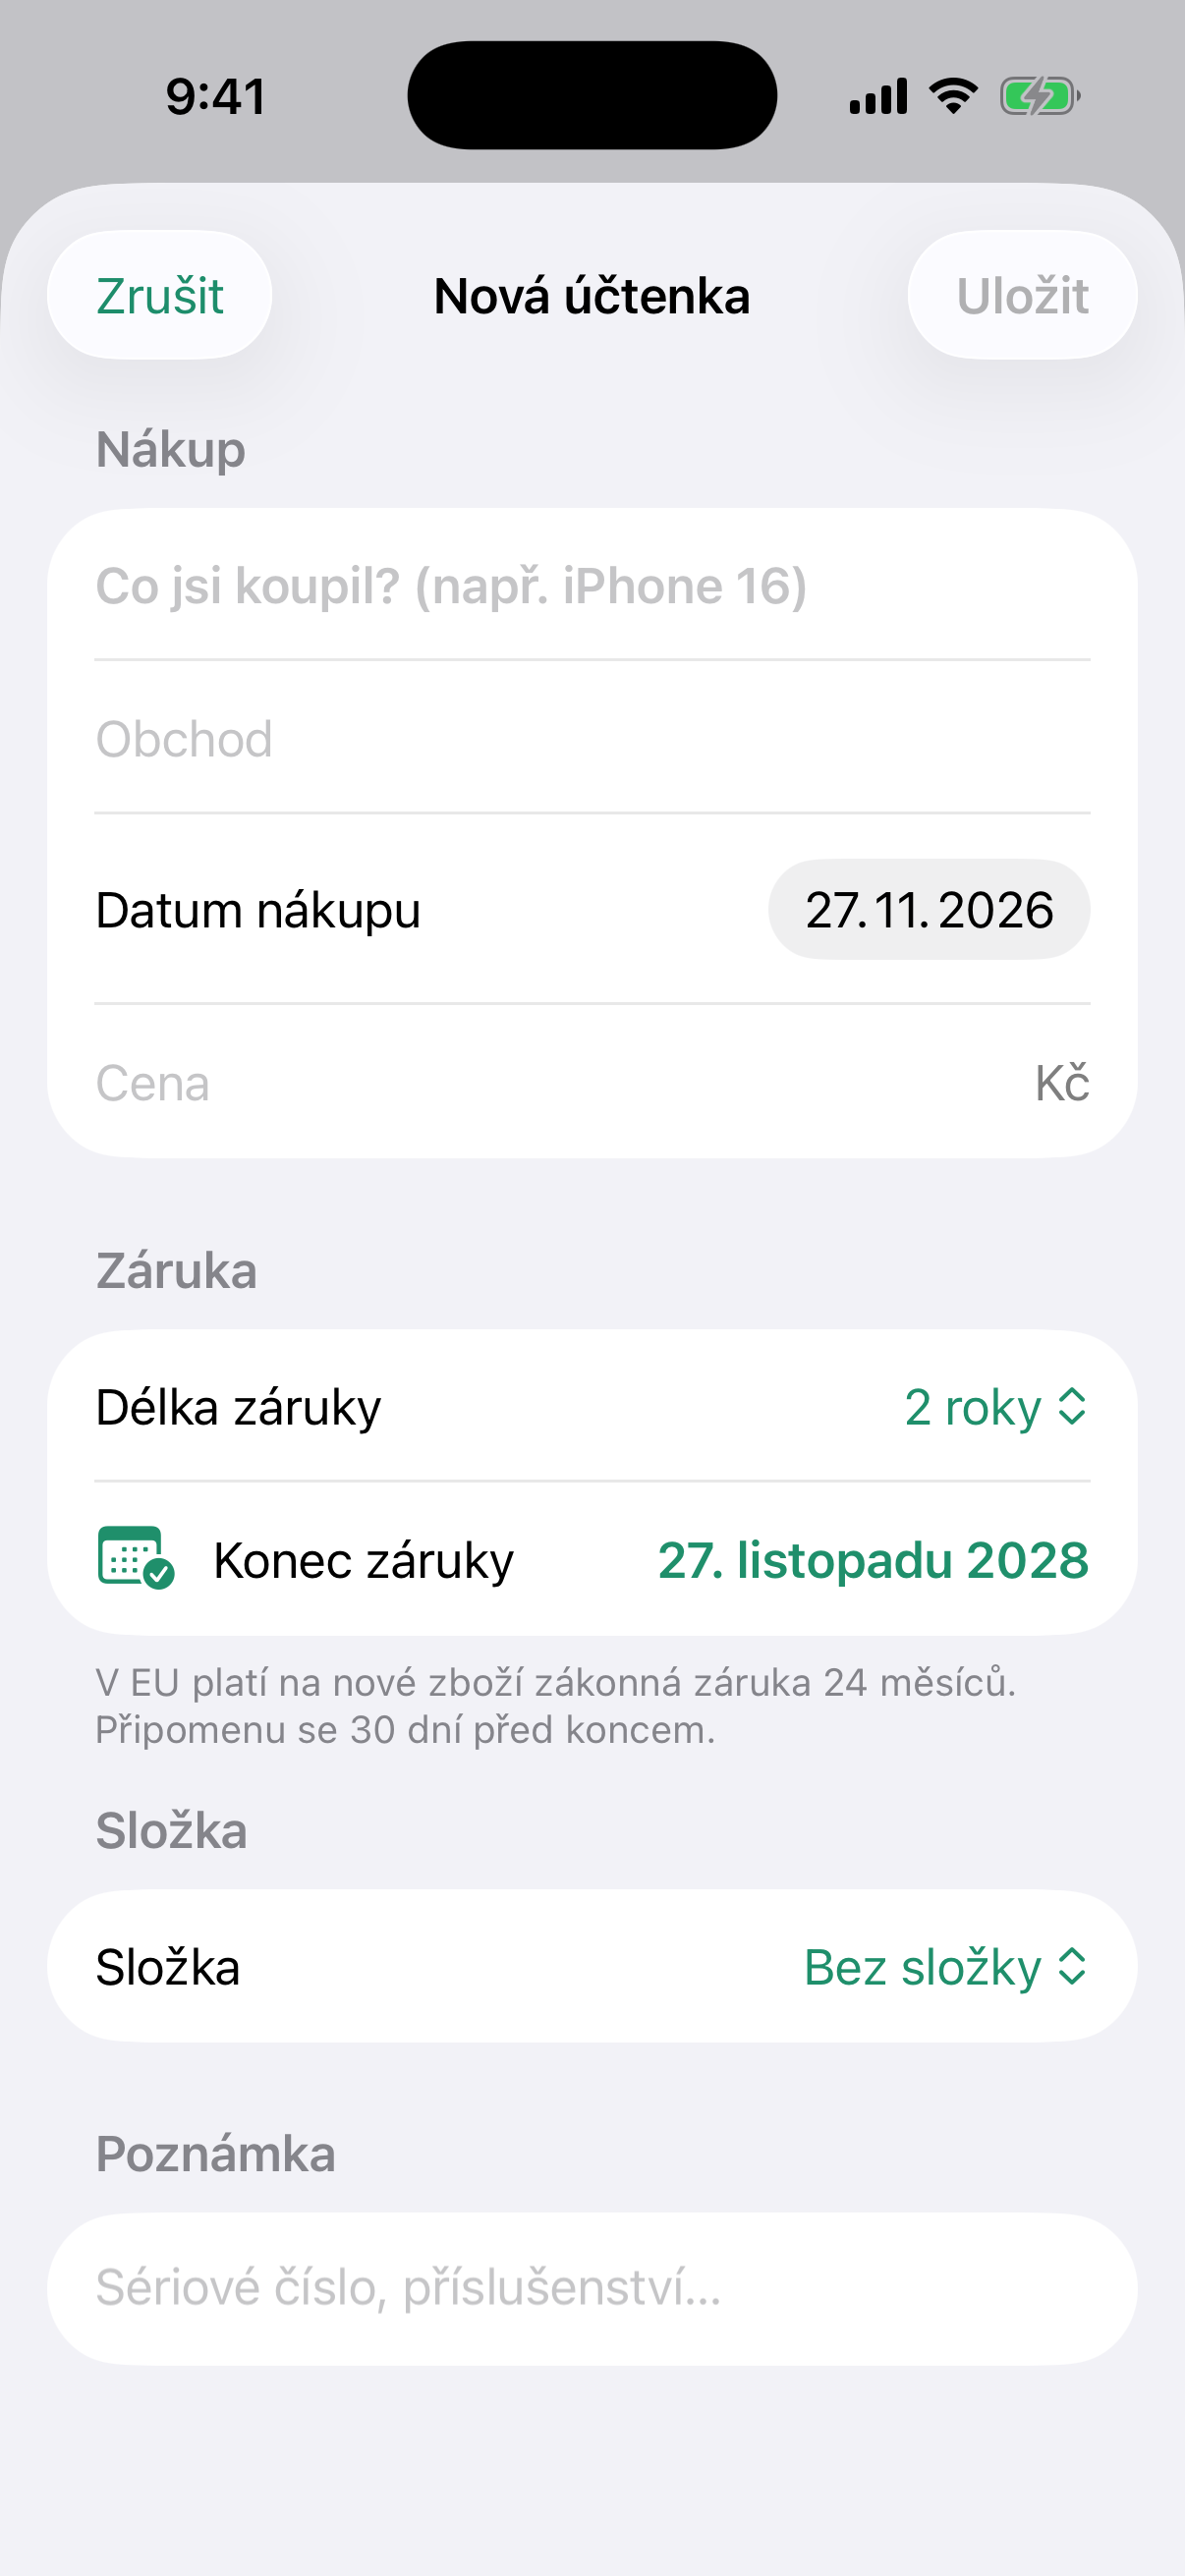 9:41
Zrušit
Nová účtenka
Uložit
Nákup
Co jsi koupil? (např. iPhone 16)
Obchod
Datum nákupu
27. 11. 2026
Cena
Kč
Záruka
Délka záruky
2 roky
Konec záruky
27. listopadu 2028
V EU platí na nové zboží zákonná záruka 24 měsíců.
Připomenu se 30 dní před koncem.
Složka
Složka
Bez složky
Poznámka
Sériové číslo, příslušenství…